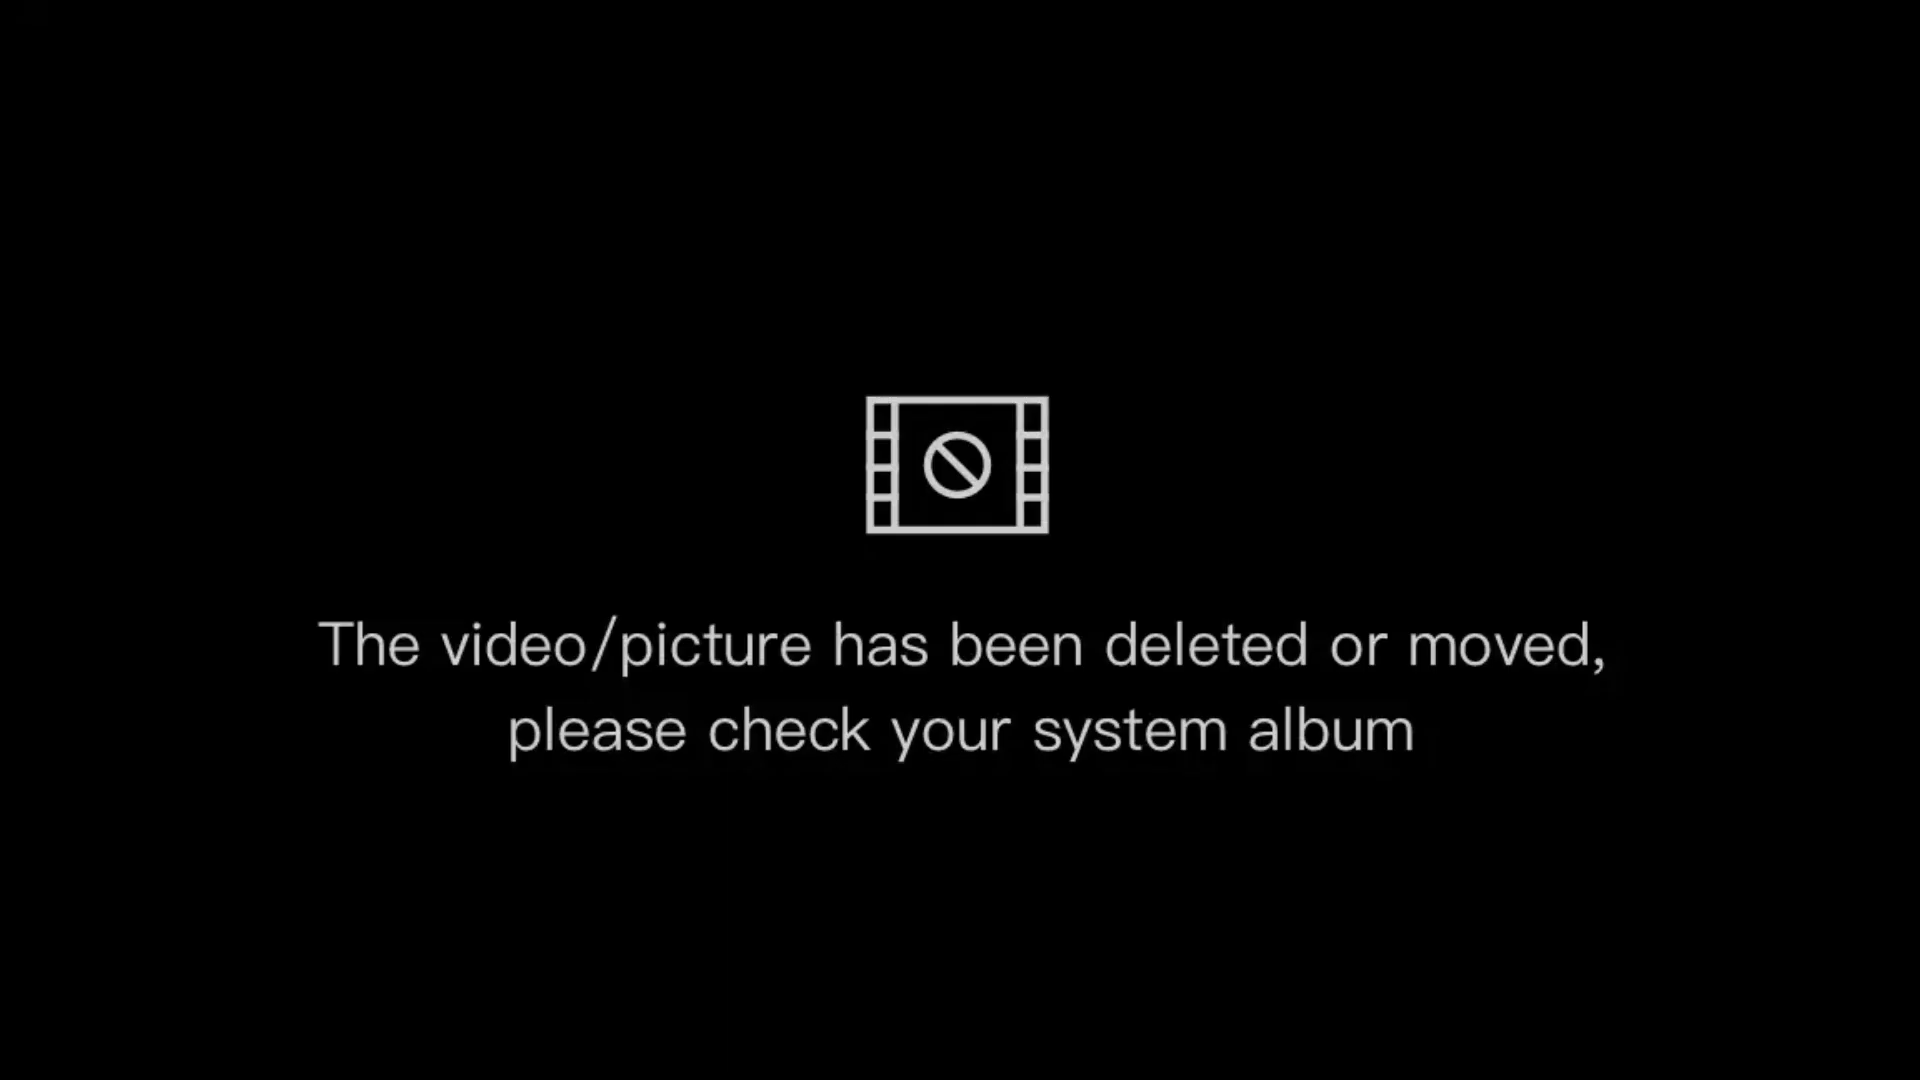 The video/picture has been deleted or moved,
please check your system album